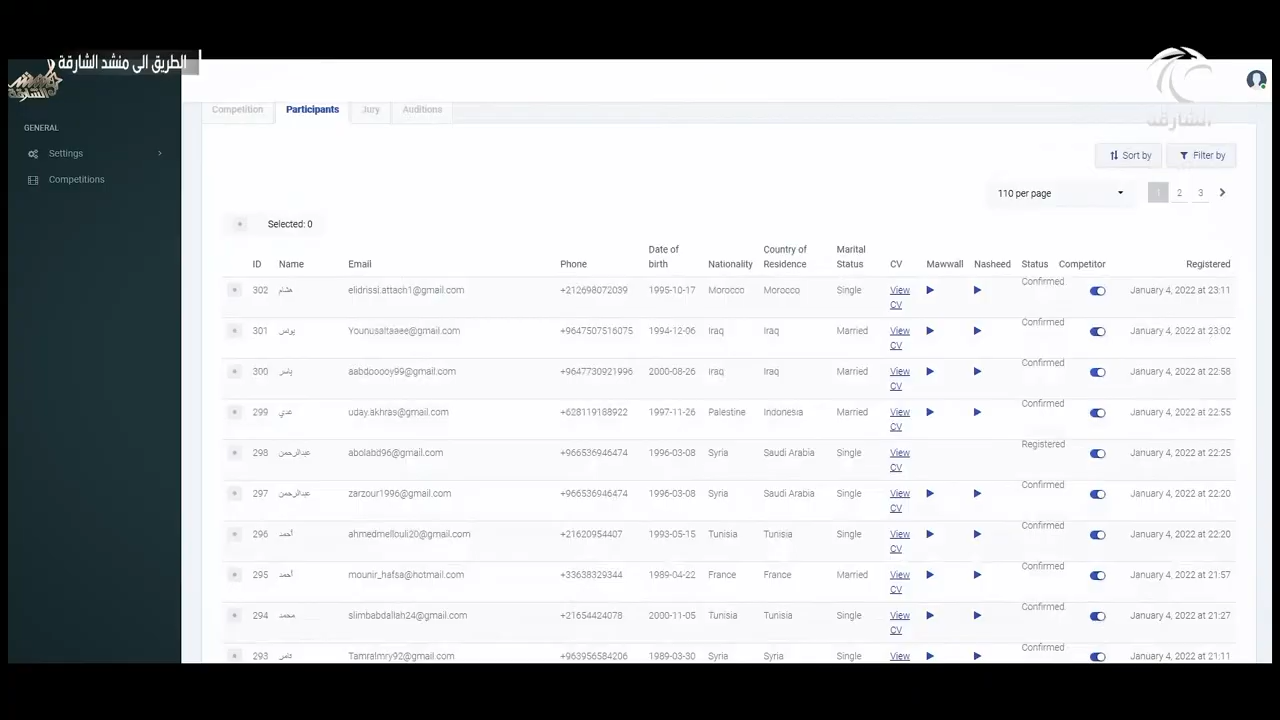 الطريق الى منشد الشارقة
منشد الشارقة
الشارقة
GENERAL
Settings
Competitions
Competition Participants Jury Auditions
Sort by Filter by
110 per page 1 2 3
Selected: 0
ID Name Email Phone Date of birth Nationality Country of Residence Marital Status CV Mawwall Nasheed Status Competitor Registered
302 هشام elidrissl.attach1@gmail.com +212698072039 1995-10-17 Morocco Morocco Single View CV Confirmed January 4, 2022 at 23:11
301 يونس Younusaltaaee@gmail.com +9647507516075 1994-12-06 Iraq Iraq Married View CV Confirmed January 4, 2022 at 23:02
300 ياسر aabdooooy99@gmail.com +9647730921996 2000-08-26 Iraq Iraq Married View CV Confirmed January 4, 2022 at 22:58
299 عدي uday.akhras@gmail.com +628119188922 1997-11-26 Palestine Indonesia Married View CV Confirmed January 4, 2022 at 22:55
298 عبدالرحمن abolabd96@gmail.com +966536946474 1996-03-08 Syria Saudi Arabia Single View CV Registered January 4, 2022 at 22:25
297 عبدالرحمن zarzour1996@gmail.com +966536946474 1996-03-08 Syria Saudi Arabia Single View CV Confirmed January 4, 2022 at 22:20
296 أحمد ahmedmellouli20@gmail.com +21620954407 1993-05-15 Tunisia Tunisia Single View CV Confirmed January 4, 2022 at 22:20
295 أحمد mounir_hafsa@hotmail.com +33638329344 1989-04-22 France France Married View CV Confirmed January 4, 2022 at 21:57
294 محمد slimbabdallah24@gmail.com +21654424078 2000-11-05 Tunisia Tunisia Single View CV Confirmed January 4, 2022 at 21:27
293 تامر Tamralmry92@gmail.com +963956584206 1989-03-30 Syria Syria Single View Confirmed January 4, 2022 at 21:11